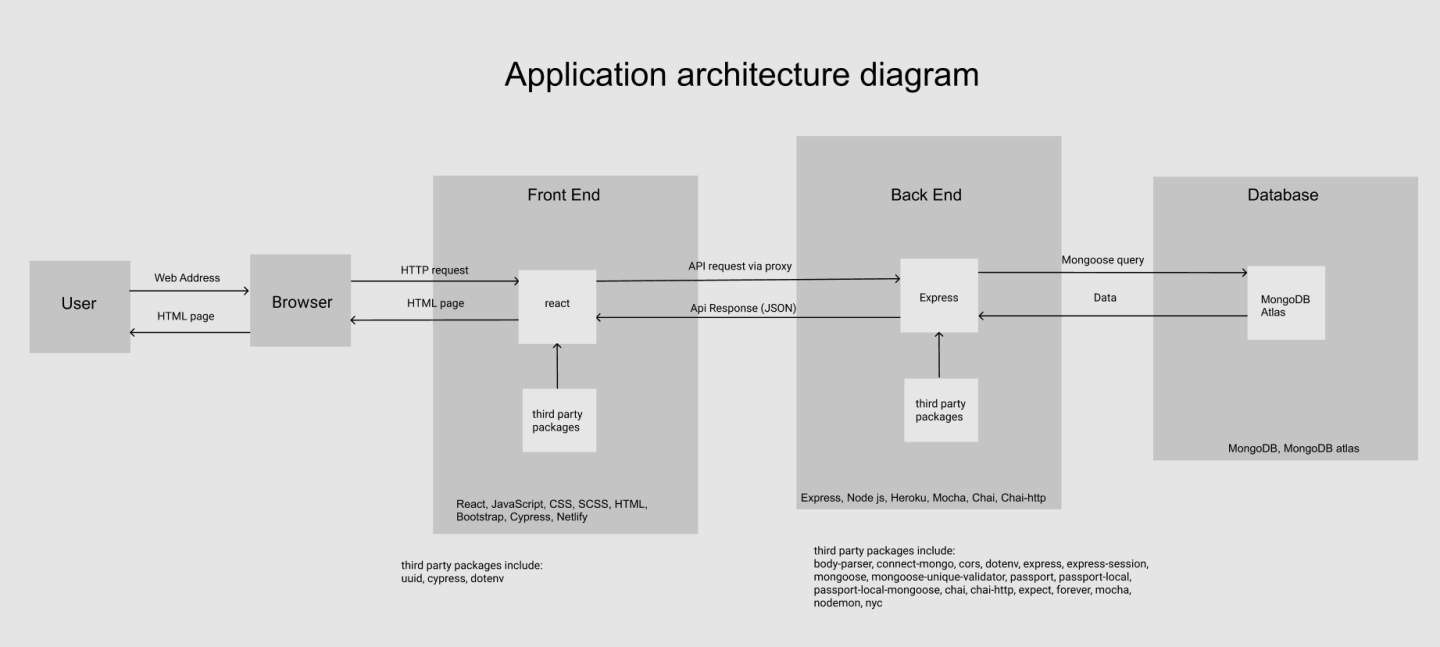 Application architecture diagram
Front End
Back End
Database
User
Web Address
HTML page
Browser
HTTP request
HTML page
react
API request via proxy
Api Response (JSON)
Express
Mongoose query
Data
MongoDB
Atlas
third party
packages
third party
packages
React, JavaScript, CSS, SCSS, HTML,
Bootstrap, Cypress, Netlify
Express, Node js, Heroku, Mocha, Chai, Chai-http
MongoDB, MongoDB atlas
third party packages include:
uuid, cypress, dotenv
third party packages include:
body-parser, connect-mongo, cors, dotenv, express, express-session,
mongoose, mongoose-unique-validator, passport, passport-local,
passport-local-mongoose, chai, chai-http, expect, forever, mocha,
nodemon, nyc